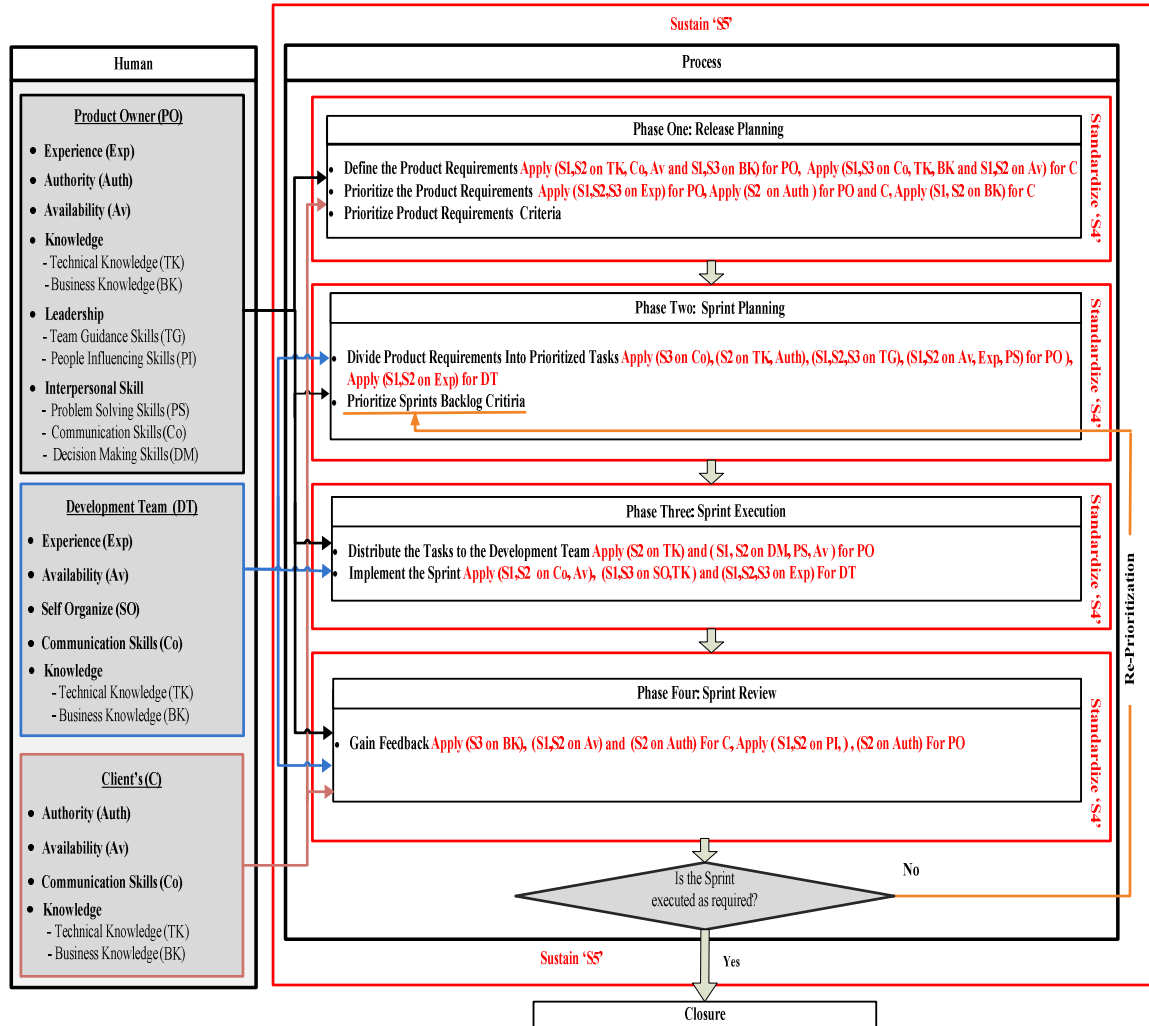 Sustain ‘S5’
Human
Product Owner (PO)
• Experience (Exp)
• Authority (Auth)
• Availability (Av)
• Knowledge
- Technical Knowledge (TK)
- Business Knowledge (BK)
• Leadership
- Team Guidance Skills (TG)
- People Influencing Skills (PI)
• Interpersonal Skill
- Problem Solving Skills (PS)
- Communication Skills (Co)
- Decision Making Skills (DM)
Development Team (DT)
• Experience (Exp)
• Availability (Av)
• Self Organize (SO)
• Communication Skills (Co)
• Knowledge
- Technical Knowledge (TK)
- Business Knowledge (BK)
Client's (C)
• Authority (Auth)
• Availability (Av)
• Communication Skills (Co)
• Knowledge
- Technical Knowledge (TK)
- Business Knowledge (BK)
Process
Phase One: Release Planning
• Define the Product Requirements Apply (S1,S2 on TK, Co, Av and S1,S3 on BK) for PO, Apply (S1,S3 on Co, TK, BK and S1,S2 on Av) for C
• Prioritize the Product Requirements Apply (S1,S2,S3 on Exp) for PO, Apply (S2 on Auth ) for PO and C, Apply (S1, S2 on BK) for C
• Prioritize Product Requirements Criteria
Standardize ‘S4’
Phase Two: Sprint Planning
• Divide Product Requirements Into Prioritized Tasks Apply (S3 on Co), (S2 on TK, Auth), (S1,S2,S3 on TG), (S1,S2 on Av, Exp, PS) for PO ),
Apply (S1,S2 on Exp) for DT
• Prioritize Sprints Backlog Critiria
Standardize ‘S4’
Phase Three: Sprint Execution
• Distribute the Tasks to the Development Team Apply (S2 on TK) and ( S1, S2 on DM, PS, Av ) for PO
• Implement the Sprint Apply (S1,S2 on Co, Av), (S1,S3 on SO,TK ) and (S1,S2,S3 on Exp) For DT
Standardize ‘S4’
Phase Four: Sprint Review
• Gain Feedback Apply (S3 on BK), (S1,S2 on Av) and (S2 on Auth) For C, Apply ( S1,S2 on PI, ) , (S2 on Auth) For PO
Standardize ‘S4’
Re-Prioritization
Is the Sprint
executed as required?
No
Sustain ‘S5’
Yes
Closure